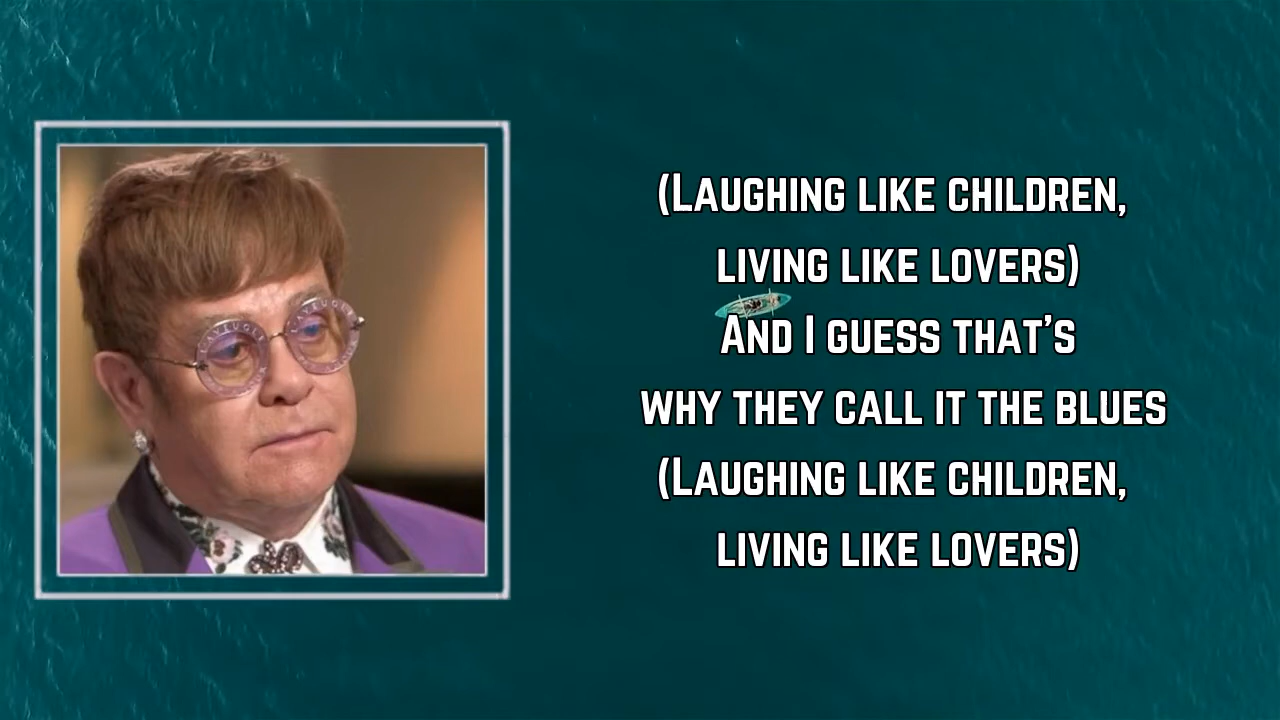 (Laughing like children,
living like lovers)
And I guess that's
why they call it the blues
(Laughing like children,
living like lovers)